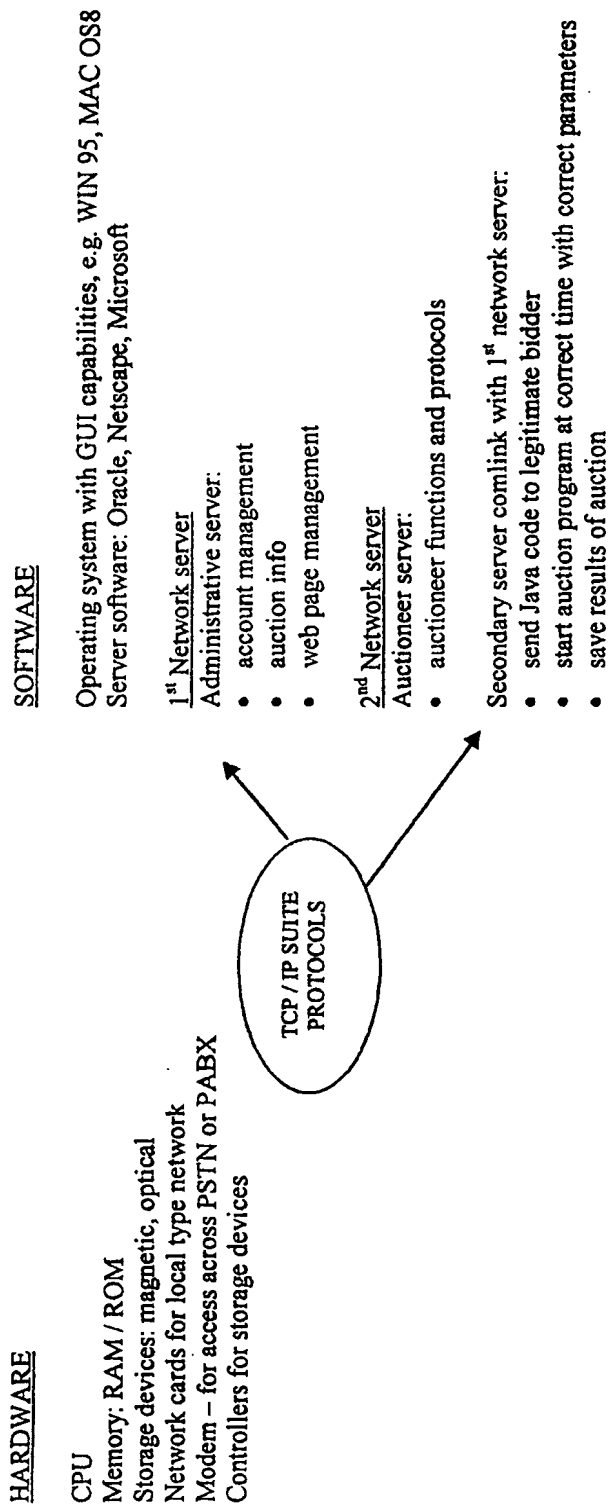 HARDWARE
CPU
Memory: RAM / ROM
Storage devices: magnetic, optical
Network cards for local type network
Modem – for access across PSTN or PABX
Controllers for storage devices
TCP / IP SUITE
PROTOCOLS
SOFTWARE
Operating system with GUI capabilities, e.g. WIN 95, MAC OS8
Server software: Oracle, Netscape, Microsoft
1st Network server
Administrative server:
• account management
• auction info
• web page management
2nd Network server
Auctioneer server:
• auctioneer functions and protocols
Secondary server comlink with 1st network server:
• send Java code to legitimate bidder
• start auction program at correct time with correct parameters
• save results of auction